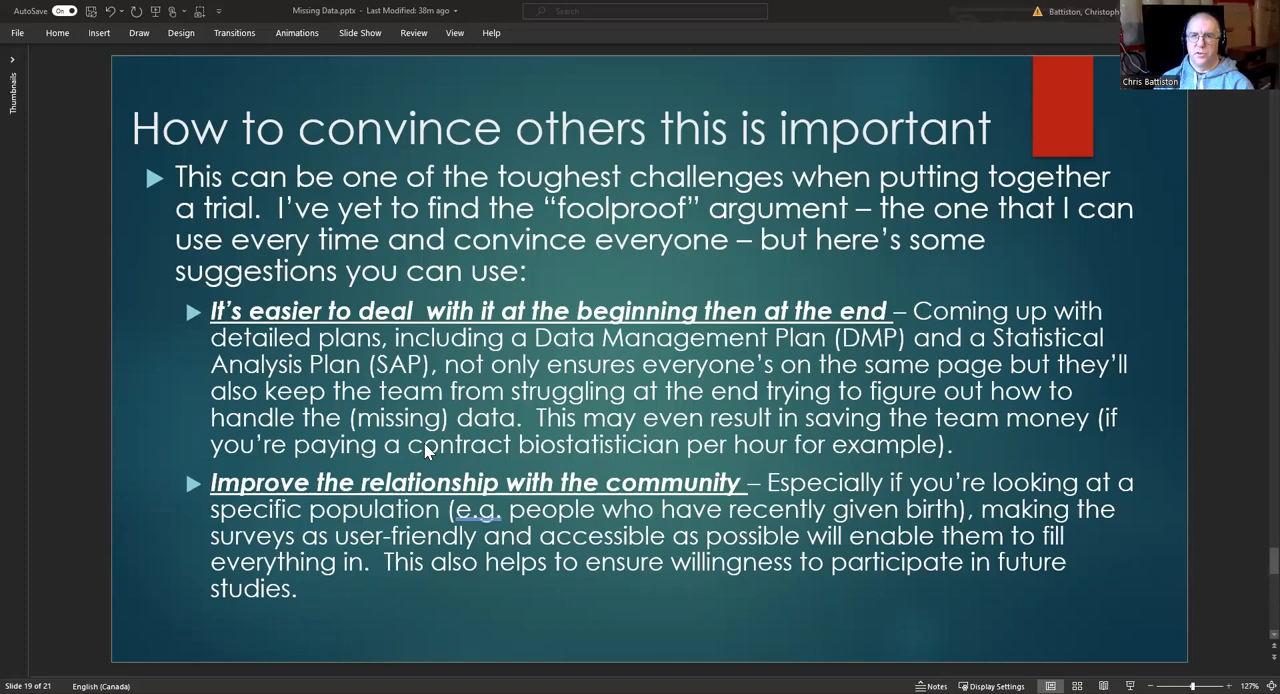 AutoSave On
Missing Data.pptx - Last Modified: 38m ago
Search
Battiston, Christoph
File Home Insert Draw Design Transitions Animations Slide Show Review View Help
Chris Battiston
Thumbnails
How to convince others this is important
This can be one of the toughest challenges when putting together
a trial. I've yet to find the “foolproof” argument – the one that I can
use every time and convince everyone – but here's some
suggestions you can use:
It's easier to deal with it at the beginning then at the end – Coming up with
detailed plans, including a Data Management Plan (DMP) and a Statistical
Analysis Plan (SAP), not only ensures everyone's on the same page but they'll
also keep the team from struggling at the end trying to figure out how to
handle the (missing) data. This may even result in saving the team money (if
you're paying a contract biostatistician per hour for example).
Improve the relationship with the community – Especially if you're looking at a
specific population (e.g. people who have recently given birth), making the
surveys as user-friendly and accessible as possible will enable them to fill
everything in. This also helps to ensure willingness to participate in future
studies.
Slide 19 of 21 English (Canada) Notes Display Settings 127%